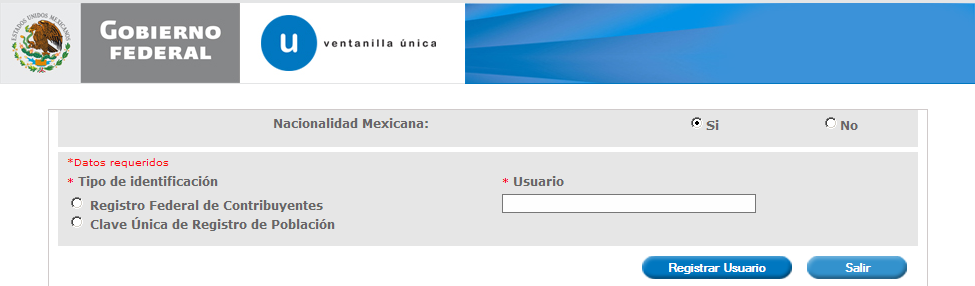 ESTADOS UNIDOS MEXICANOS
GOBIERNO
FEDERAL
u
ventanilla única
Nacionalidad Mexicana:
Si
No
*Datos requeridos
* Tipo de identificación
* Usuario
Registro Federal de Contribuyentes
Clave Única de Registro de Población
Registrar Usuario
Salir